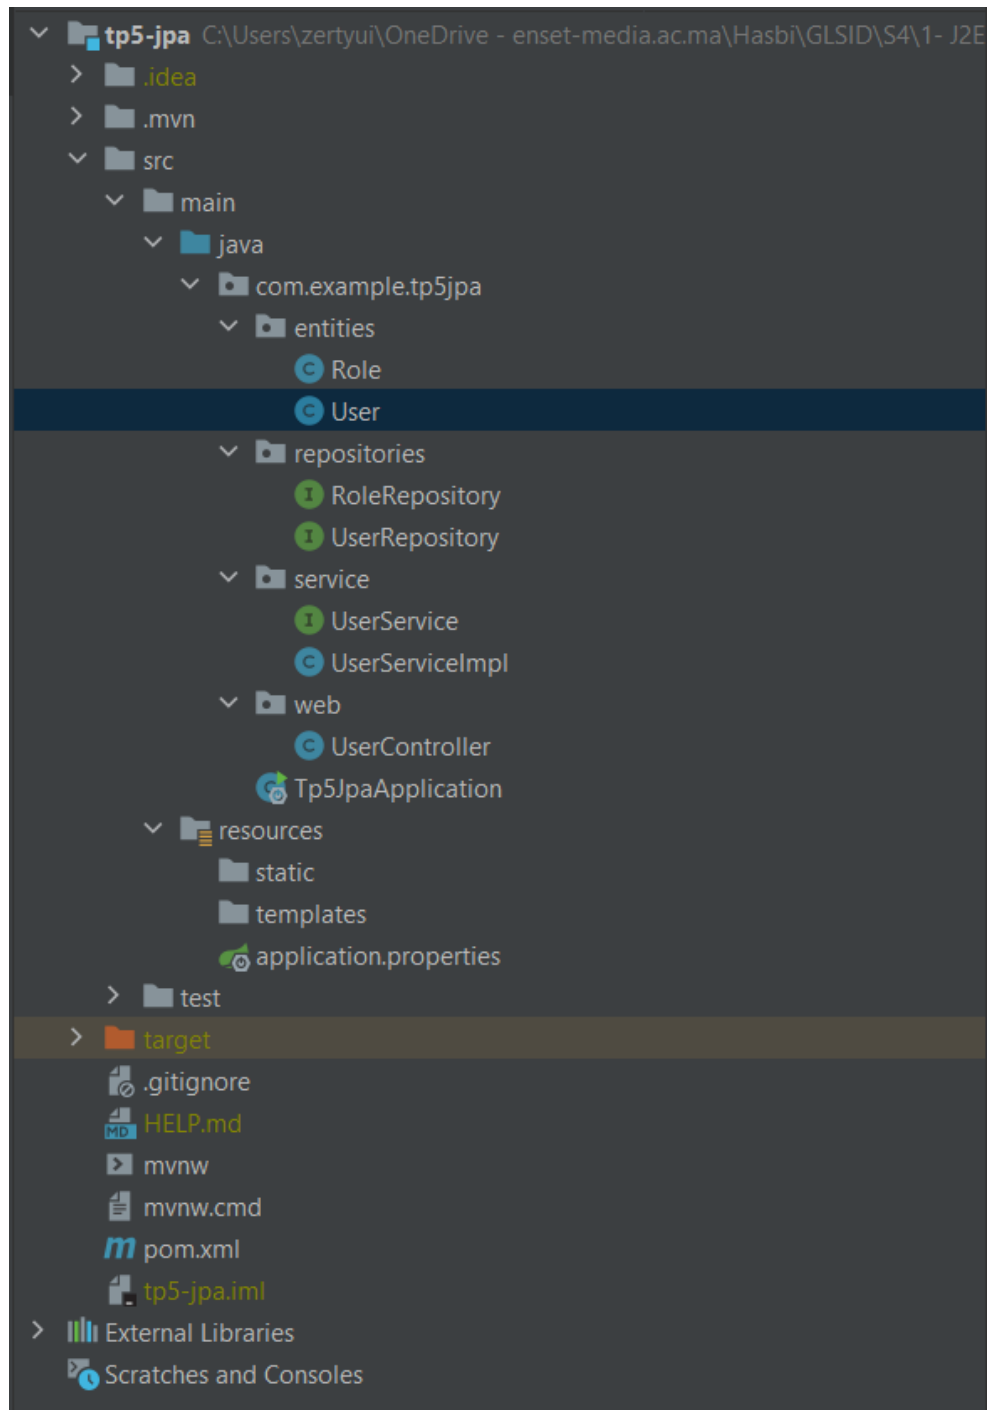 tp5-jpa C:\Users\zertyui\OneDrive - enset-media.ac.ma\Hasbi\GLSID\S4\1- J2E
.idea
.mvn
src
main
java
com.example.tp5jpa
entities
Role
User
repositories
RoleRepository
UserRepository
service
UserService
UserServiceImpl
web
UserController
Tp5JpaApplication
resources
static
templates
application.properties
test
target
.gitignore
HELP.md
mvnw
mvnw.cmd
pom.xml
tp5-jpa.iml
External Libraries
Scratches and Consoles